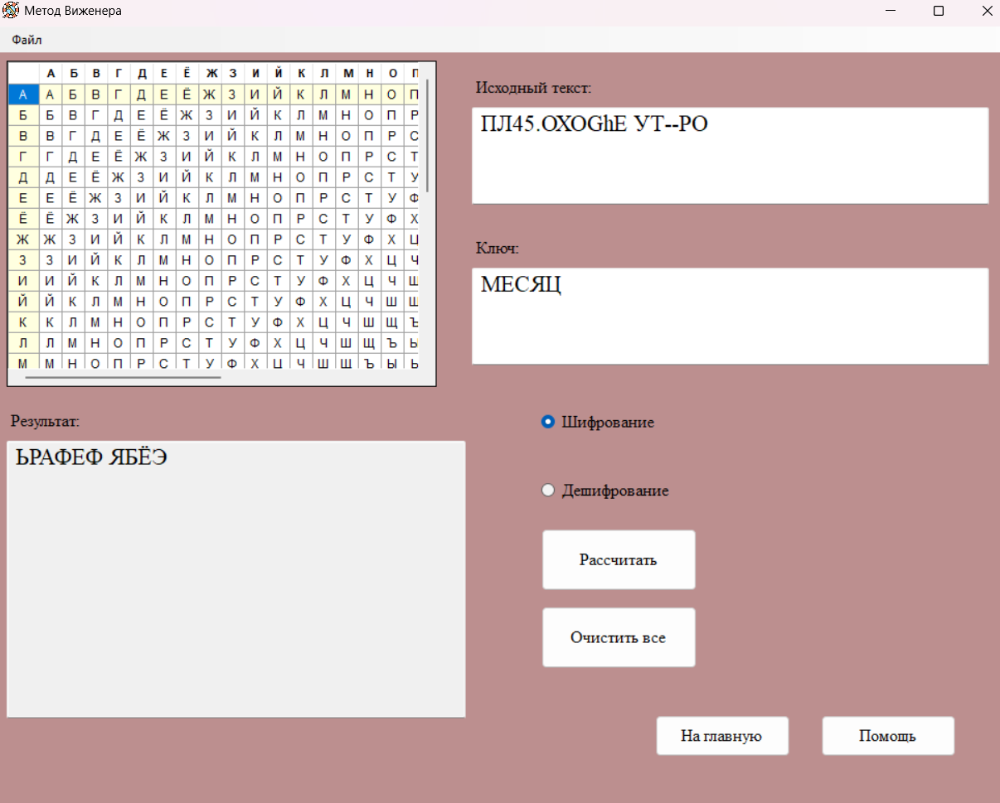 Метод Виженера
Файл
А Б В Г Д Е Ё Ж З И Й К Л М Н О П
А А Б В Г Д Е Ё Ж З И Й К Л М Н О П
Б Б В Г Д Е Ё Ж З И Й К Л М Н О П Р
В В Г Д Е Ё Ж З И Й К Л М Н О П Р С
Г Г Д Е Ё Ж З И Й К Л М Н О П Р С Т
Д Д Е Ё Ж З И Й К Л М Н О П Р С Т У
Е Е Ё Ж З И Й К Л М Н О П Р С Т У Ф
Ё Ё Ж З И Й К Л М Н О П Р С Т У Ф Х
Ж Ж З И Й К Л М Н О П Р С Т У Ф Х Ц
З З И Й К Л М Н О П Р С Т У Ф Х Ц Ч
И И Й К Л М Н О П Р С Т У Ф Х Ц Ч Ш
Й Й К Л М Н О П Р С Т У Ф Х Ц Ч Ш Щ
К К Л М Н О П Р С Т У Ф Х Ц Ч Ш Щ Ъ
Л Л М Н О П Р С Т У Ф Х Ц Ч Ш Щ Ъ Ы
М М Н О П Р С Т У Ф Х Ц Ч Ш Щ Ъ Ы Ь
Исходный текст:
ПЛ45.ОХОGhЕ УТ--РО
Ключ:
МЕСЯЦ
Результат:
ЬРАФЕФ ЯБЁЭ
Шифрование
Дешифрование
Рассчитать
Очистить все
На главную
Помощь